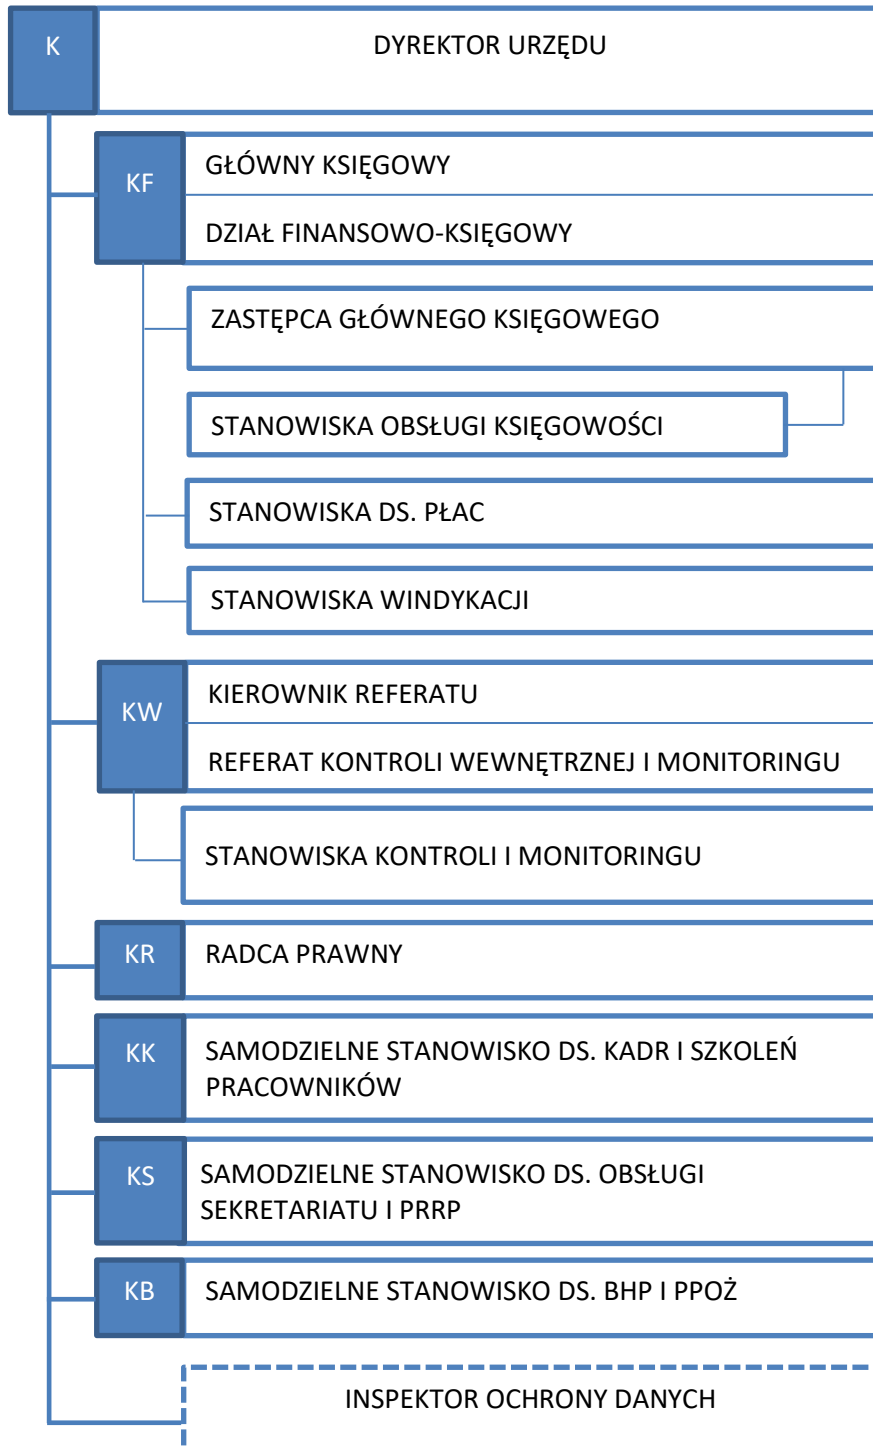 K
DYREKTOR URZĘDU
KF
GŁÓWNY KSIĘGOWY
DZIAŁ FINANSOWO-KSIĘGOWY
ZASTĘPCA GŁÓWNEGO KSIĘGOWEGO
STANOWISKA OBSŁUGI KSIĘGOWOŚCI
STANOWISKA DS. PŁAC
STANOWISKA WINDYKACJI
KW
KIEROWNIK REFERATU
REFERAT KONTROLI WEWNĘTRZNEJ I MONITORINGU
STANOWISKA KONTROLI I MONITORINGU
KR
RADCA PRAWNY
KK
SAMODZIELNE STANOWISKO DS. KADR I SZKOLEŃ
PRACOWNIKÓW
KS
SAMODZIELNE STANOWISKO DS. OBSŁUGI
SEKRETARIATU I PRRP
KB
SAMODZIELNE STANOWISKO DS. BHP I PPOŻ
INSPEKTOR OCHRONY DANYCH